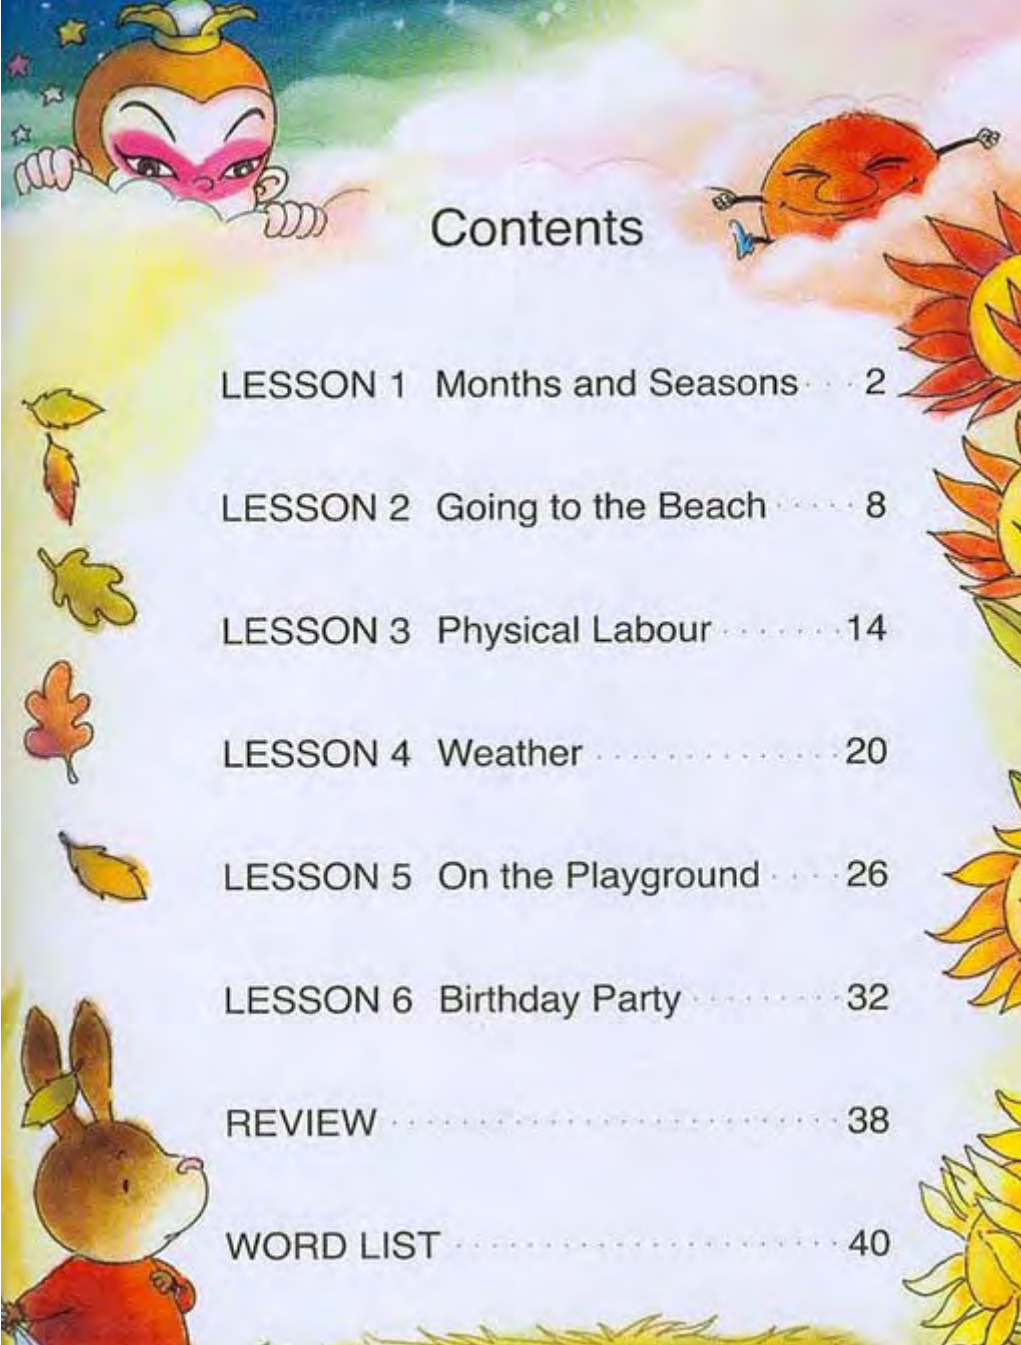 Contents
LESSON 1 Months and Seasons · · · 2
LESSON 2 Going to the Beach · · · · · 8
LESSON 3 Physical Labour · · · · · · · 14
LESSON 4 Weather · · · · · · · · · · · · · · 20
LESSON 5 On the Playground · · · · 26
LESSON 6 Birthday Party · · · · · · · · · 32
REVIEW · · · · · · · · · · · · · · · · · · · · · · · · · 38
WORD LIST · · · · · · · · · · · · · · · · · · · · · · 40